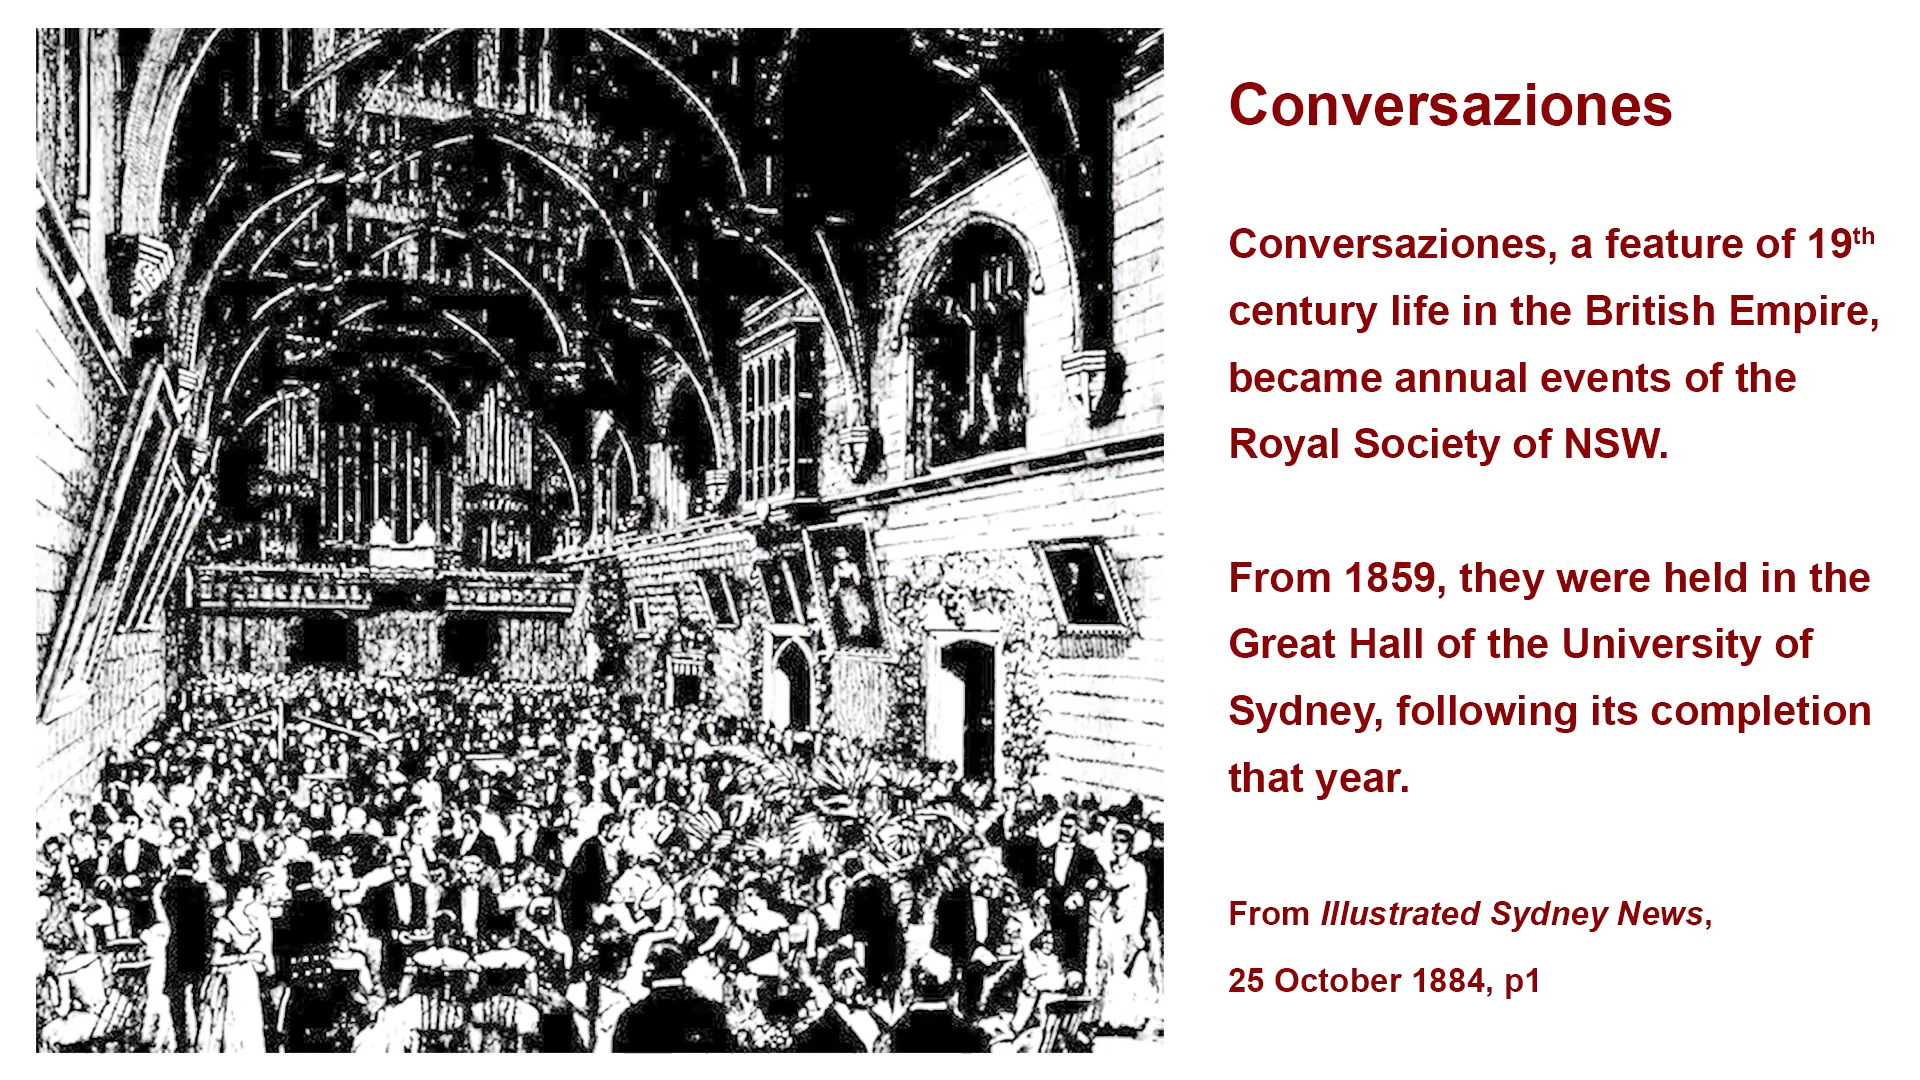 Conversaziones
Conversaziones, a feature of 19th
century life in the British Empire,
became annual events of the
Royal Society of NSW.
From 1859, they were held in the
Great Hall of the University of
Sydney, following its completion
that year.
From Illustrated Sydney News,
25 October 1884, p1